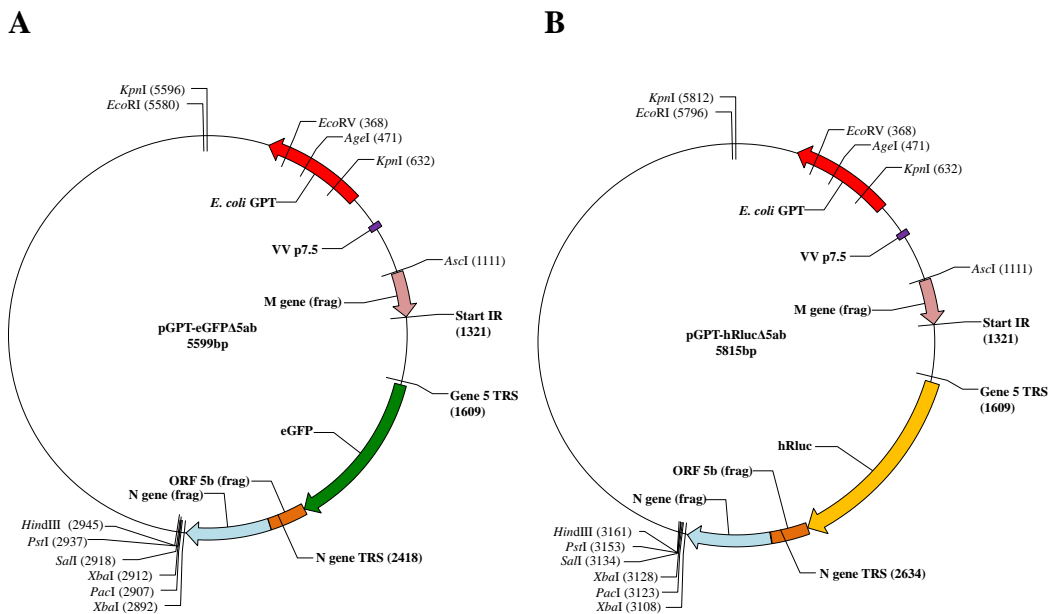 A
KpnI (5596)
EcoRI (5580)
EcoRV (368)
AgeI (471)
KpnI (632)
E. coli GPT
VV p7.5
AscI (1111)
M gene (frag)
Start IR
(1321)
pGPT-eGFPΔ5ab
5599bp
Gene 5 TRS
(1609)
eGFP
ORF 5b (frag)
N gene (frag)
HindIII (2945)
PstI (2937)
SalI (2918)
XbaI (2912)
PacI (2907)
XbaI (2892)
N gene TRS (2418)
B
KpnI (5812)
EcoRI (5796)
EcoRV (368)
AgeI (471)
KpnI (632)
E. coli GPT
VV p7.5
AscI (1111)
M gene (frag)
Start IR
(1321)
pGPT-hRlucΔ5ab
5815bp
Gene 5 TRS
(1609)
hRluc
ORF 5b (frag)
N gene (frag)
HindIII (3161)
PstI (3153)
SalI (3134)
XbaI (3128)
PacI (3123)
XbaI (3108)
N gene TRS (2634)